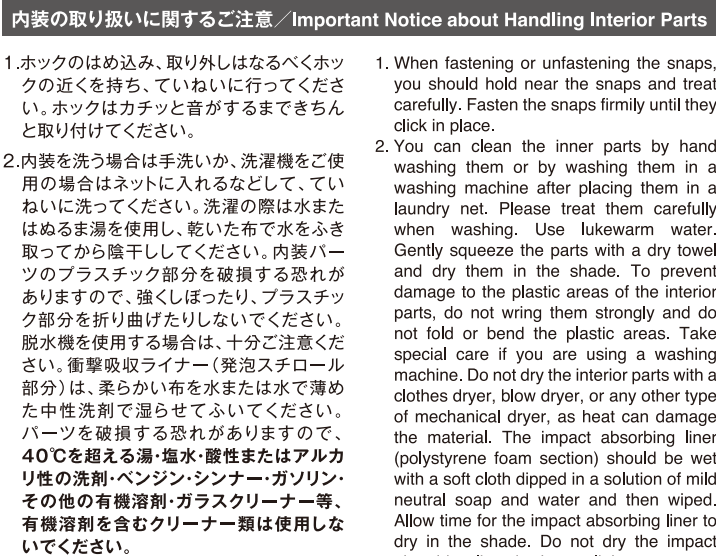 内装の取り扱いに関するご注意／Important Notice about Handling Interior Parts
1.ホックのはめ込み、取り外しはなるべくホッ
クの近くを持ち、ていねいに行ってくださ
い。ホックはカチッと音がするまできちん
と取り付けてください。
2.内装を洗う場合は手洗いか、洗濯機をご使
用の場合はネットに入れるなどして、てい
ねいに洗ってください。洗濯の際は水また
はぬるま湯を使用し、乾いた布で水をふき
取ってから陰干ししてください。内装パー
ツのプラスチック部分を破損する恐れが
ありますので、強くしぼったり、プラスチッ
ク部分を折り曲げたりしないでください。
脱水機を使用する場合は、十分ご注意くだ
さい。衝撃吸収ライナー（発泡スチロール
部分）は、柔らかい布を水または水で薄め
た中性洗剤で湿らせてふいてください。
パーツを破損する恐れがありますので、
40℃を超える湯・塩水・酸性またはアルカ
リ性の洗剤・ベンジン・シンナー・ガソリン・
その他の有機溶剤・ガラスクリーナー等、
有機溶剤を含むクリーナー類は使用しな
いでください。
1. When fastening or unfastening the snaps,
you should hold near the snaps and treat
carefully. Fasten the snaps firmly until they
click in place.
2. You can clean the inner parts by hand
washing them or by washing them in a
washing machine after placing them in a
laundry net. Please treat them carefully
when washing. Use lukewarm water.
Gently squeeze the parts with a dry towel
and dry them in the shade. To prevent
damage to the plastic areas of the interior
parts, do not wring them strongly and do
not fold or bend the plastic areas. Take
special care if you are using a washing
machine. Do not dry the interior parts with a
clothes dryer, blow dryer, or any other type
of mechanical dryer, as heat can damage
the material. The impact absorbing liner
(polystyrene foam section) should be wet
with a soft cloth dipped in a solution of mild
neutral soap and water and then wiped.
Allow time for the impact absorbing liner to
dry in the shade. Do not dry the impact